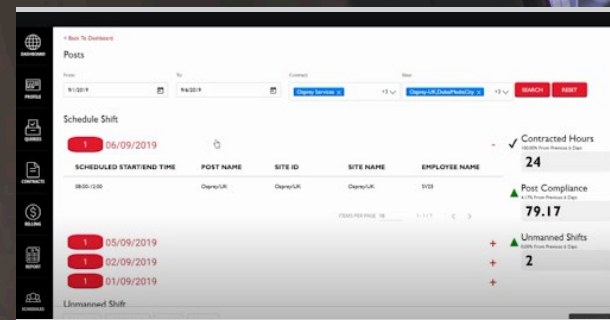 < Back To Dashboard
Posts
From
To
Contract
Site
9/1/2019
9/6/2019
Osprey Services x
+3
Osprey-UK,DubaiMediaCity x
+3
SEARCH
RESET
Schedule Shift
1 06/09/2019 -
SCHEDULED START/END TIME POST NAME SITE ID SITE NAME EMPLOYEE NAME
08:00-12:00 Osprey/UK Osprey/UK Osprey/UK SY25
ITEMS PER PAGE 10 1-1 / 1 < >
1 05/09/2019 +
1 02/09/2019 +
1 01/09/2019 +
Unmanned Shift
Contracted Hours
24
Post Compliance
79.17
Unmanned Shifts
2
DASHBOARD
PROFILE
QUERIES
CONTRACTS
BILLING
REPORT
SCHEDULES